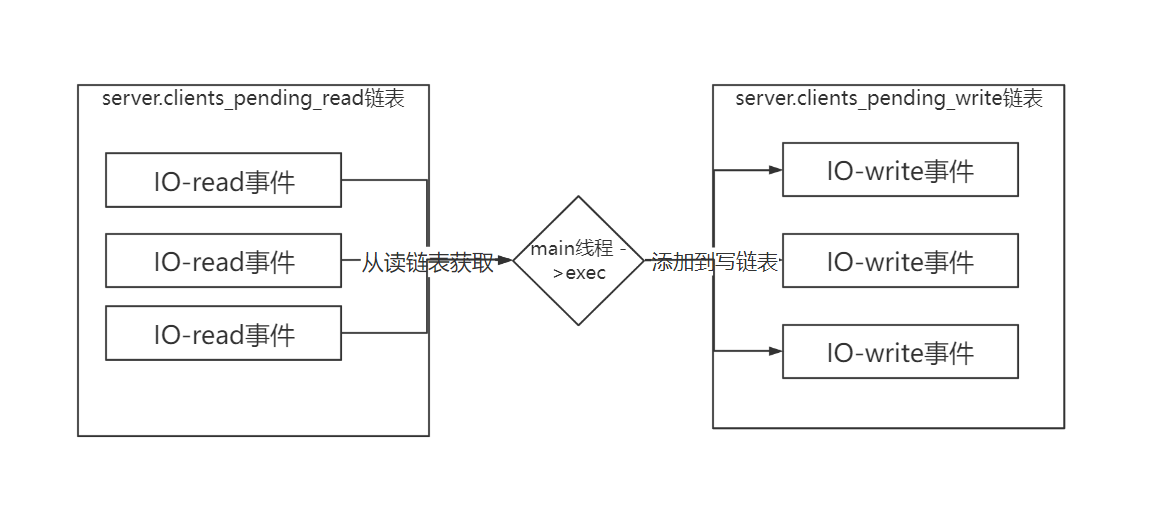 server.clients_pending_read链表
IO-read事件
IO-read事件
IO-read事件
从读链表获取
main线程 -
>exec
添加到写链表
server.clients_pending_write链表
IO-write事件
IO-write事件
IO-write事件